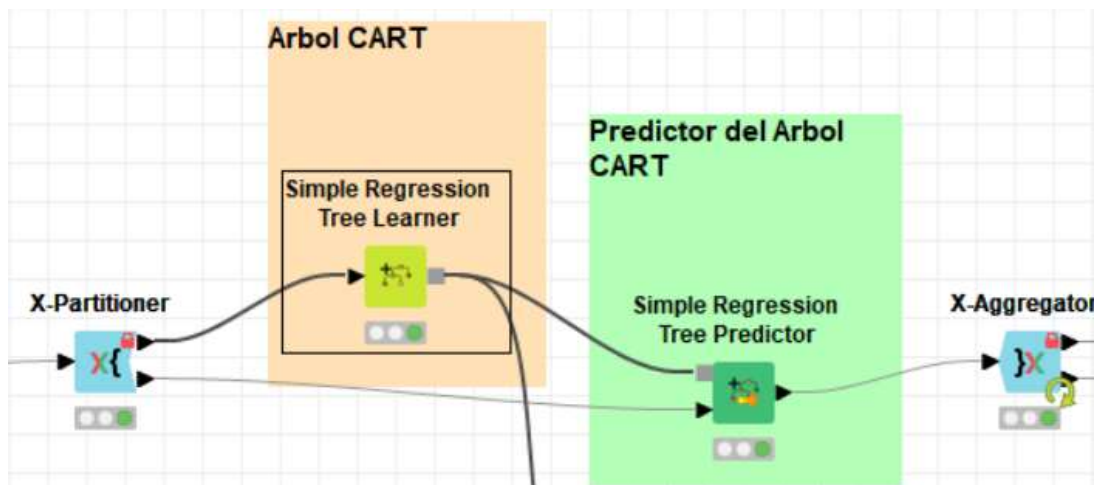 Arbol CART
Predictor del Arbol
CART
Simple Regression
Tree Learner
X-Partitioner
Simple Regression
Tree Predictor
X-Aggregator